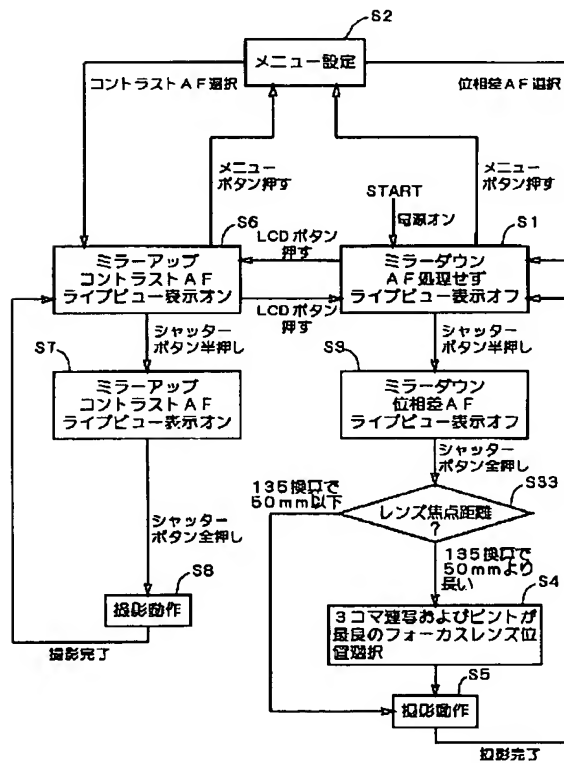 S2
メニュー設定
コントラストAF選択
位相差AF選択
メニュー
ボタン押す
メニュー
ボタン押す
START
電源オン
S6
LCDボタン
押す
S1
ミラーアップ
コントラストAF
ライブビュー表示オン
ミラーダウン
AF処理せず
ライブビュー表示オフ
LCDボタン
押す
S7
シャッター
ボタン半押し
S3
シャッター
ボタン半押し
ミラーアップ
コントラストAF
ライブビュー表示オン
ミラーダウン
位相差AF
ライブビュー表示オフ
シャッター
ボタン全押し
135換口で
50mm以下
S33
レンズ焦点距離
?
シャッター
ボタン全押し
135換口で
50mmより
長い
S8
S4
撮影動作
3コマ連写およびピントが
最良のフォーカスレンズ位
置選択
撮影完了
S5
撮影動作
撮影完了